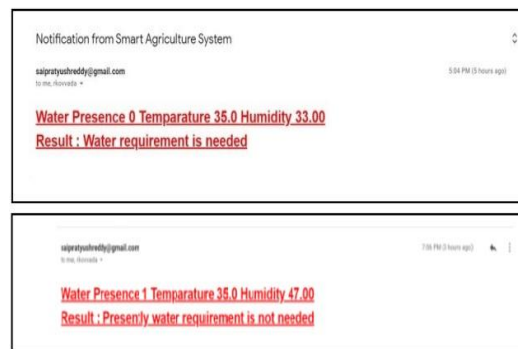 Notification from Smart Agriculture System
saipratyushreddy@gmail.com
5:04 PM (5 hours ago)
to me, rkovvada
Water Presence 0 Temparature 35.0 Humidity 33.00
Result : Water requirement is needed
saipratyushreddy@gmail.com
to me, rkovvada
Water Presence 1 Temparature 35.0 Humidity 47.00
Result : Presently water requirement is not needed